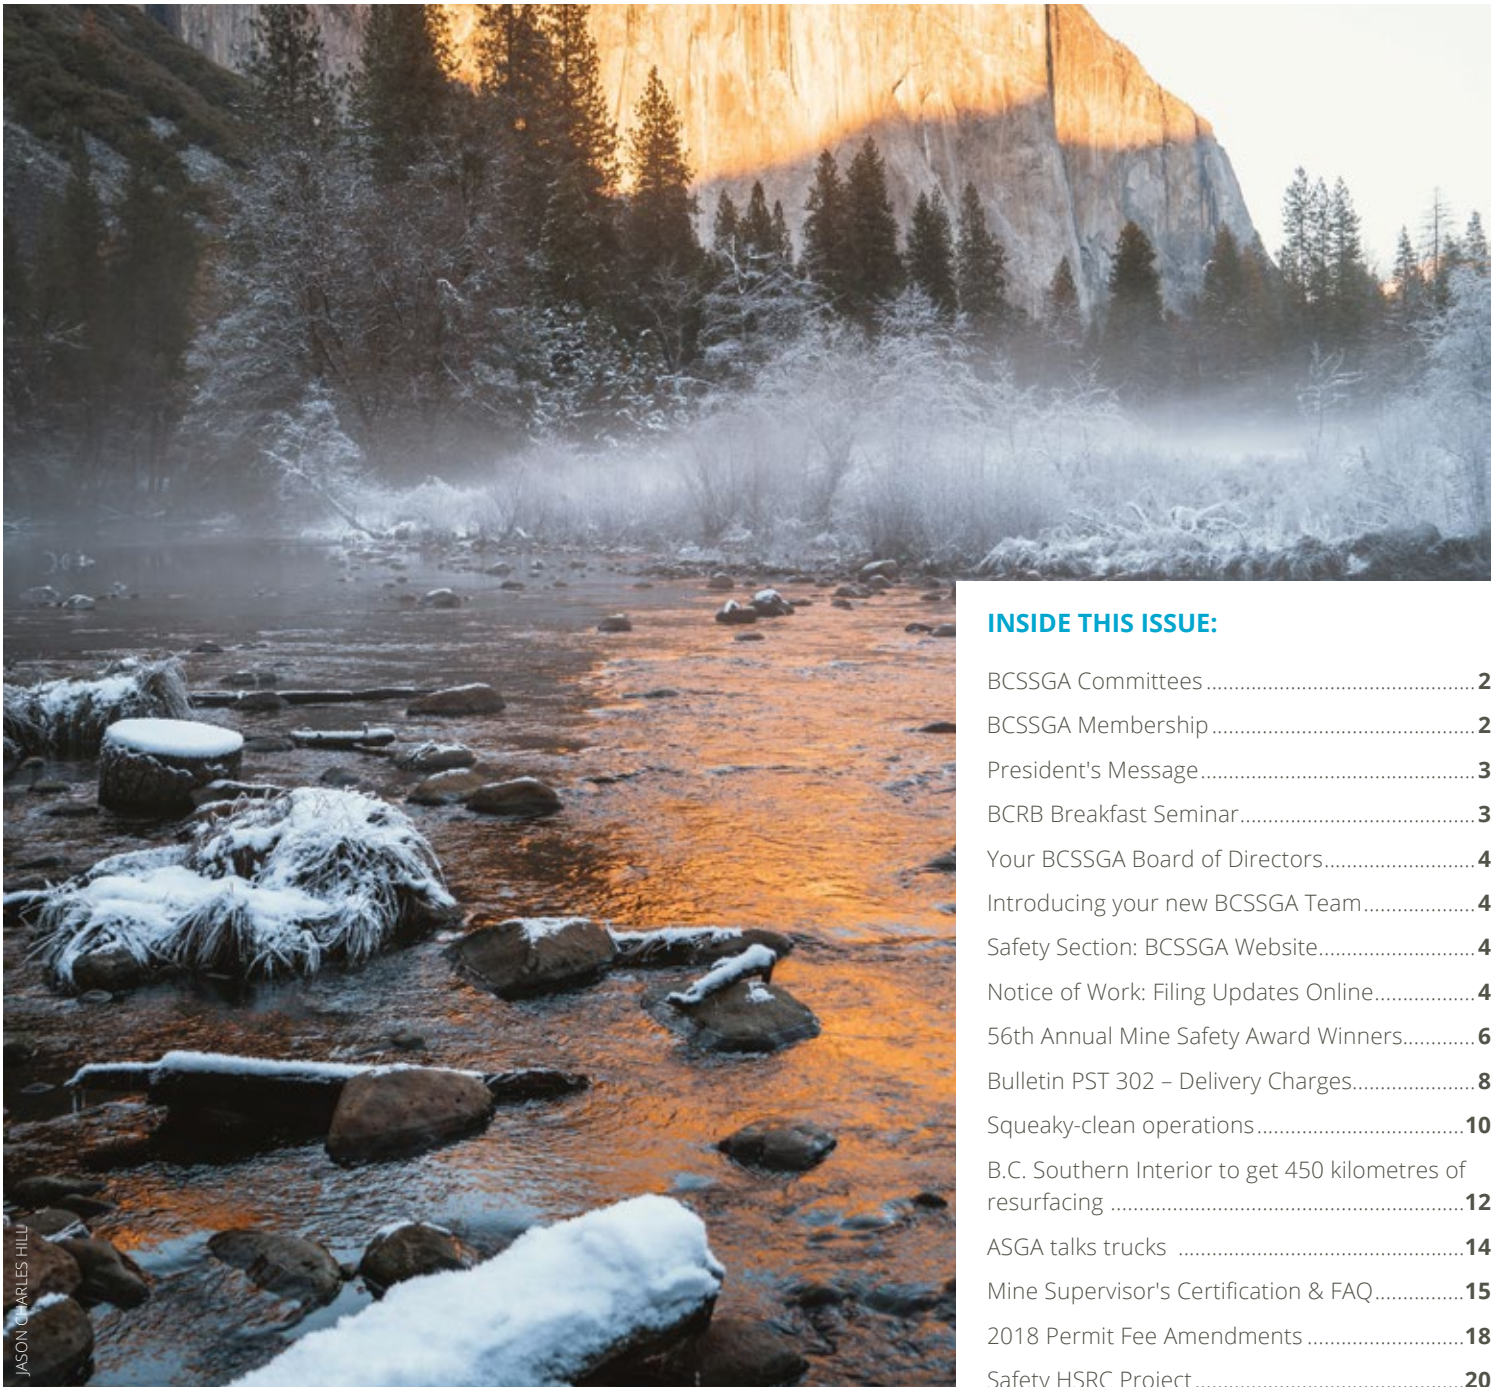 INSIDE THIS ISSUE:
BCSSGA Committees.............................................2
BCSSGA Membership............................................2
President's Message..............................................3
BCRB Breakfast Seminar........................................3
Your BCSSGA Board of Directors.........................4
Introducing your new BCSSGA Team..................4
Safety Section: BCSSGA Website..........................4
Notice of Work: Filing Updates Online.................4
56th Annual Mine Safety Award Winners............6
Bulletin PST 302 – Delivery Charges.....................8
Squeaky-clean operations...................................10
B.C. Southern Interior to get 450 kilometres of
resurfacing ...........................................................12
ASGA talks trucks ................................................14
Mine Supervisor's Certification & FAQ...............15
2018 Permit Fee Amendments ..........................18
Safety HSRC Project.............................................20
JASON CHARLES HILL